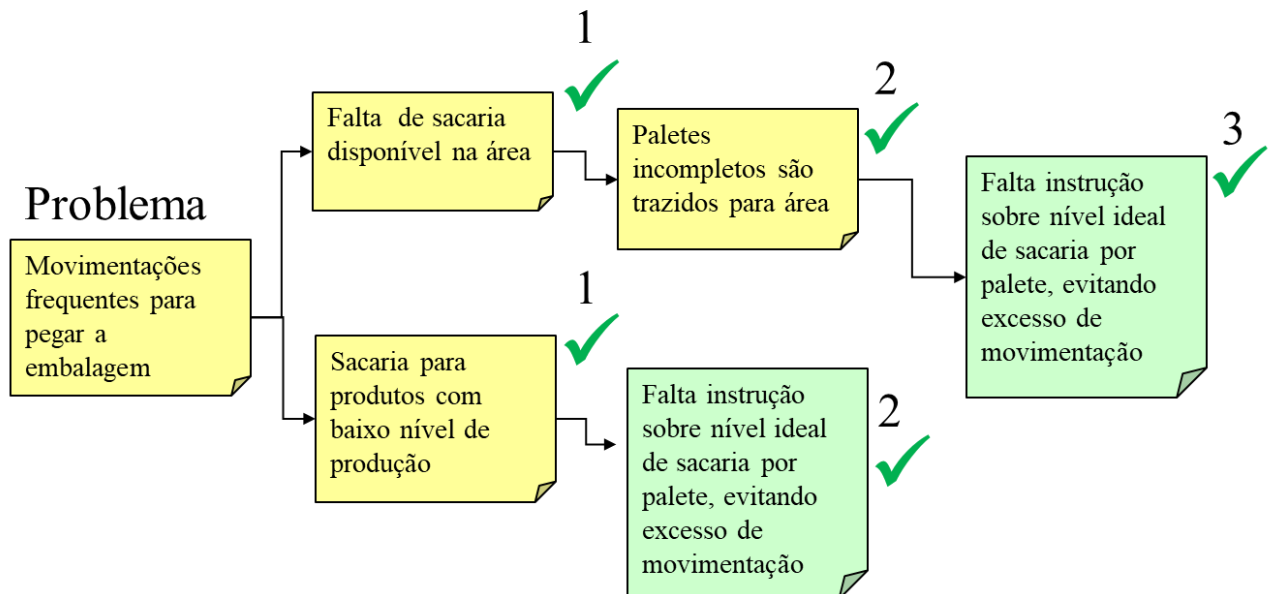 Problema
Movimentações
frequentes para
pegar a
embalagem
1
Falta de sacaria
disponível na área
2
Paletes
incompletos são
trazidos para área
3
Falta instrução
sobre nível ideal
de sacaria por
palete, evitando
excesso de
movimentação
1
Sacaria para
produtos com
baixo nível de
produção
2
Falta instrução
sobre nível ideal
de sacaria por
palete, evitando
excesso de
movimentação